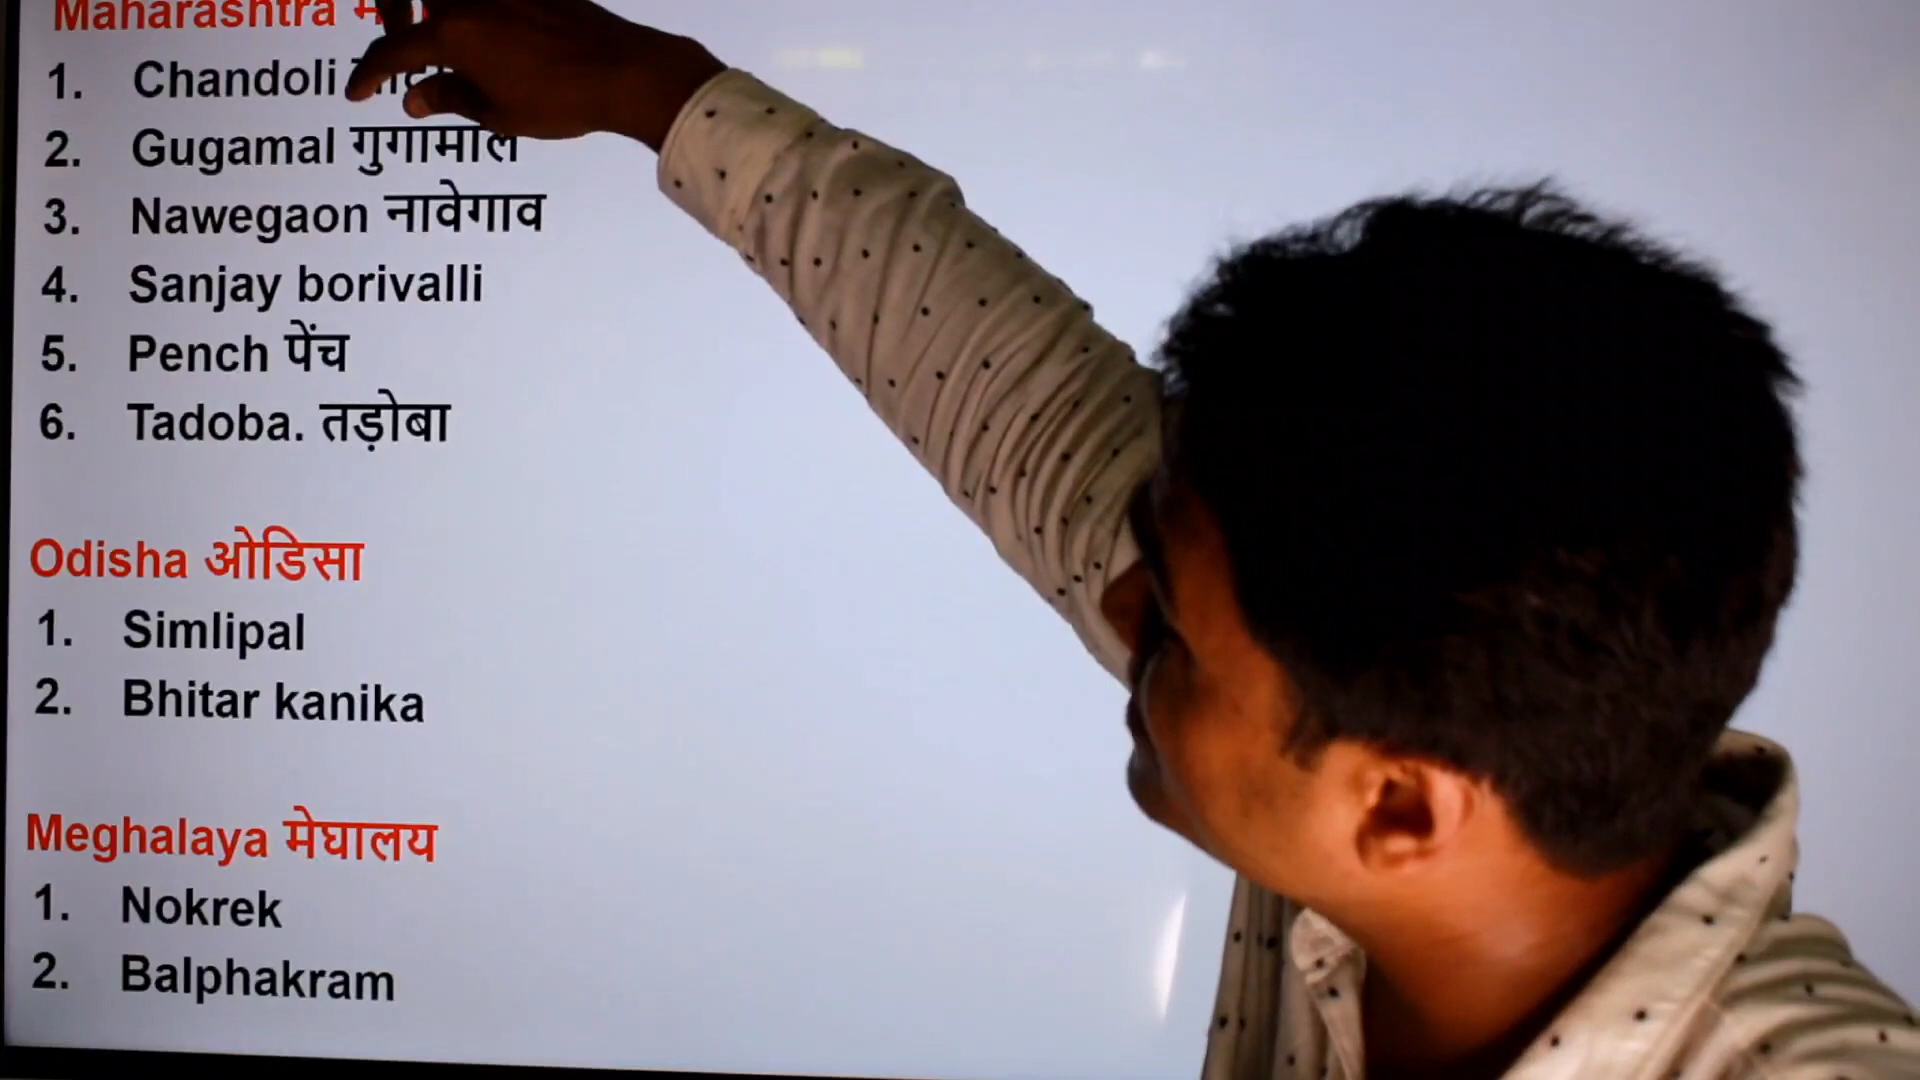 Maharashtra
1. Chandoli
2. Gugamal गुगामाल
3. Nawegaon नावेगाव
4. Sanjay borivalli
5. Pench पेंच
6. Tadoba. तड़ोबा
Odisha ओडिसा
1. Simlipal
2. Bhitar kanika
Meghalaya मेघालय
1. Nokrek
2. Balphakram